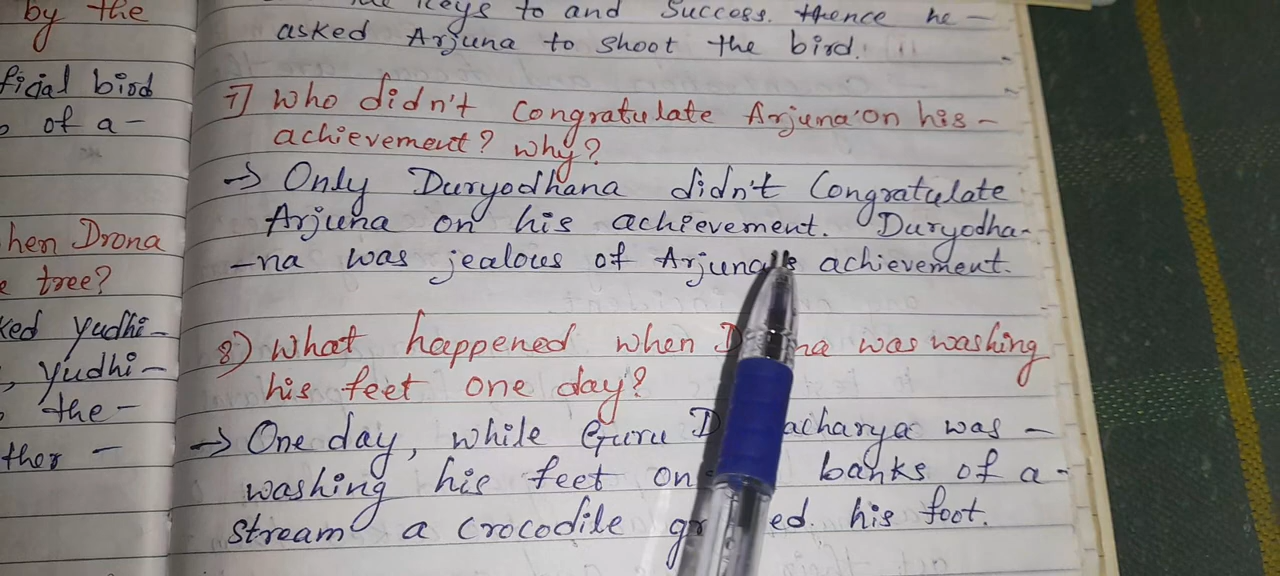 by the
ficial bird
of a -
hen Drona
e tree?
ked yudhi -
, yudhi -
the -
ther -
keys to and Success. Hence he -
asked Arjuna to shoot the bird.
7) Who didn't Congratulate Arjuna on his -
achievement? Why?
→ Only Duryodhana didn't Congratulate
Arjuna on his achievement. Duryodha-
-na was jealous of Arjuna's achievement.
8) What happened when D na was washing
his feet one day?
→ One day, while Guru D acharya was -
washing his feet on banks of a -
stream a crocodile gr ed his foot.